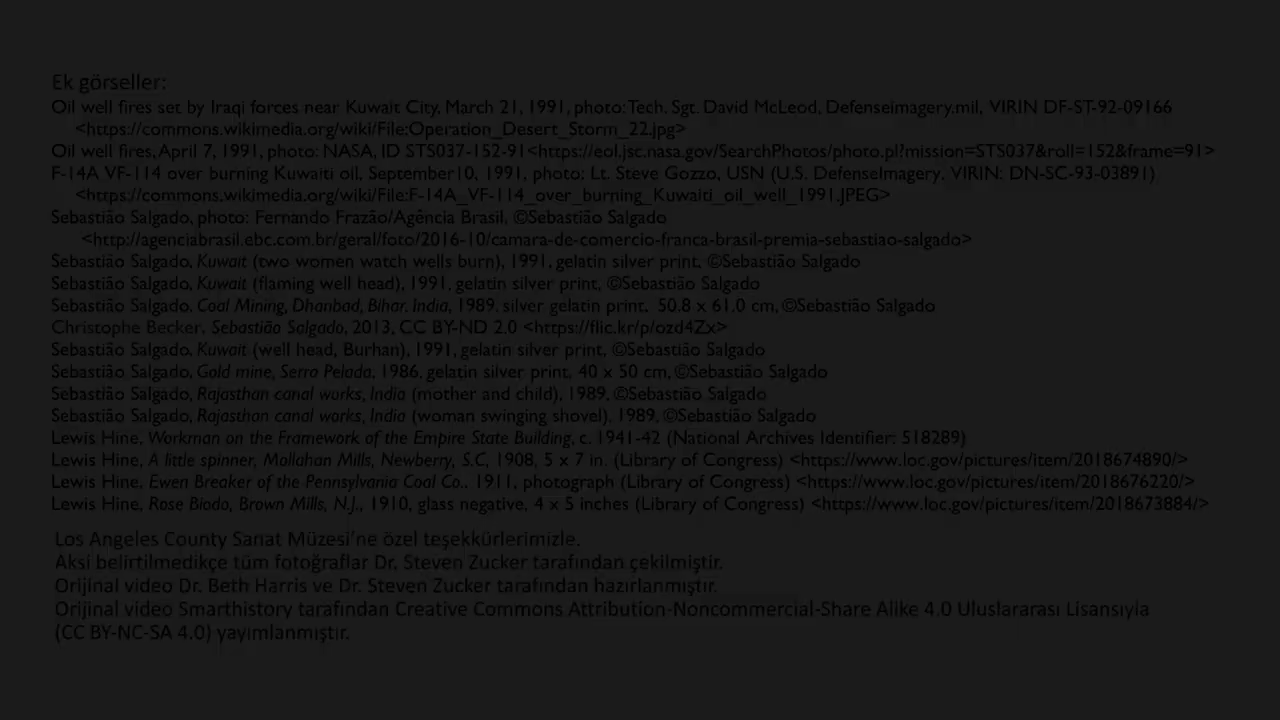 Ek görseller:
Oil well fires set by Iraqi forces near Kuwait City, March 21, 1991, photo: Tech. Sgt. David McLeod, Defenseimagery.mil, VIRIN DF-ST-92-09166
<https://commons.wikimedia.org/wiki/File:Operation_Desert_Storm_22.jpg>
Oil well fires, April 7, 1991, photo: NASA, ID STS037-152-91<https://eol.jsc.nasa.gov/SearchPhotos/photo.pl?mission=STS037&roll=152&frame=91>
F-14A VF-114 over burning Kuwaiti oil, September10, 1991, photo: Lt. Steve Gozzo, USN (U.S. DefenseImagery, VIRIN: DN-SC-93-03891)
<https://commons.wikimedia.org/wiki/File:F-14A_VF-114_over_burning_Kuwaiti_oil_well_1991.JPEG>
Sebastião Salgado, photo: Fernando Frazão/Agência Brasil, ©Sebastião Salgado
<http://agenciabrasil.ebc.com.br/geral/foto/2016-10/camara-de-comercio-franca-brasil-premia-sebastiao-salgado>
Sebastião Salgado, Kuwait (two women watch wells burn), 1991, gelatin silver print, ©Sebastião Salgado
Sebastião Salgado, Kuwait (flaming well head), 1991, gelatin silver print, ©Sebastião Salgado
Sebastião Salgado, Coal Mining, Dhanbad, Bihar, India, 1989, silver gelatin print, 50.8 x 61.0 cm, ©Sebastião Salgado
Christophe Becker, Sebastião Salgado, 2013, CC BY-ND 2.0 <https://flic.kr/p/ozd4Zx>
Sebastião Salgado, Kuwait (well head, Burhan), 1991, gelatin silver print, ©Sebastião Salgado
Sebastião Salgado, Gold mine, Serra Pelada, 1986, gelatin silver print, 40 x 50 cm, ©Sebastião Salgado
Sebastião Salgado, Rajasthan canal works, India (mother and child), 1989, ©Sebastião Salgado
Sebastião Salgado, Rajasthan canal works, India (woman swinging shovel), 1989, ©Sebastião Salgado
Lewis Hine, Workman on the Framework of the Empire State Building, c. 1941-42 (National Archives Identifier: 518289)
Lewis Hine, A little spinner, Mollahan Mills, Newberry, S.C, 1908, 5 x 7 in. (Library of Congress) <https://www.loc.gov/pictures/item/2018674890/>
Lewis Hine, Ewen Breaker of the Pennsylvania Coal Co., 1911, photograph (Library of Congress) <https://www.loc.gov/pictures/item/2018676220/>
Lewis Hine, Rose Biodo, Brown Mills, N.J., 1910, glass negative, 4 x 5 inches (Library of Congress) <https://www.loc.gov/pictures/item/2018673884/>
Los Angeles County Sanat Müzesi'ne özel teşekkürlerimizle.
Aksi belirtilmedikçe tüm fotoğraflar Dr. Steven Zucker tarafından çekilmiştir.
Orijinal video Dr. Beth Harris ve Dr. Steven Zucker tarafından hazırlanmıştır.
Orijinal video Smarthistory tarafından Creative Commons Attribution-Noncommercial-Share Alike 4.0 Uluslararası Lisansıyla
(CC BY-NC-SA 4.0) yayımlanmıştır.